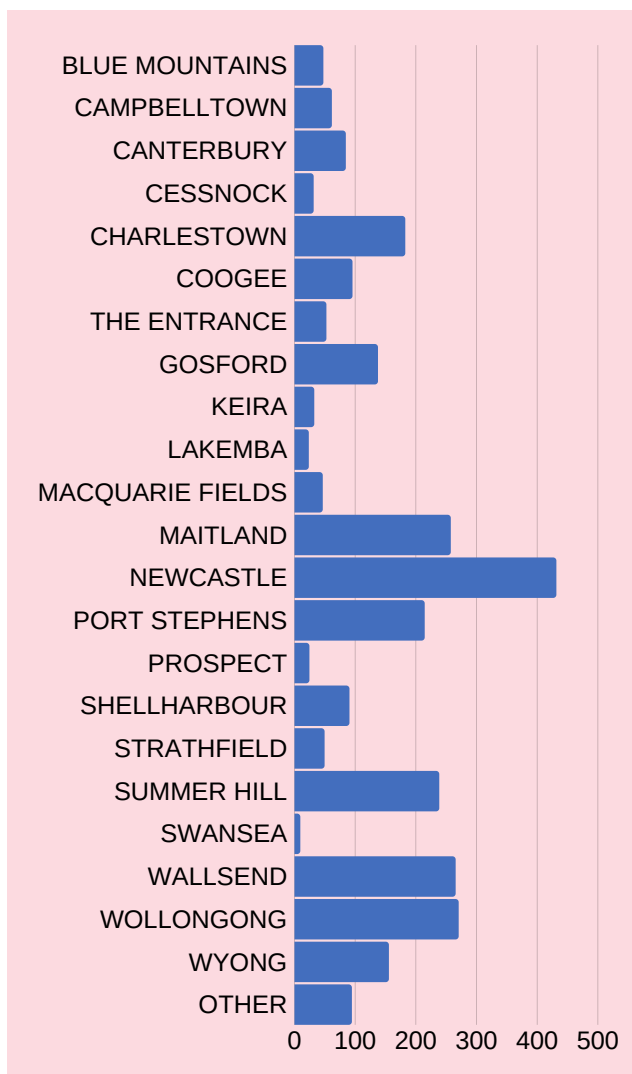 BLUE MOUNTAINS
CAMPBELLTOWN
CANTERBURY
CESSNOCK
CHARLESTOWN
COOGEE
THE ENTRANCE
GOSFORD
KEIRA
LAKEMBA
MACQUARIE FIELDS
MAITLAND
NEWCASTLE
PORT STEPHENS
PROSPECT
SHELLHARBOUR
STRATHFIELD
SUMMER HILL
SWANSEA
WALLSEND
WOLLONGONG
WYONG
OTHER
0 100 200 300 400 500